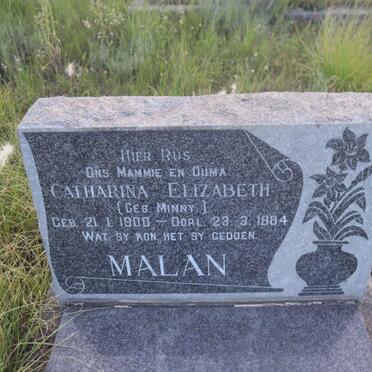 HIER RUS
ONS MAMMIE EN OUMA
CATHARINA ELIZABETH
(GEB. MINNY.)
GEB. 21. 1. 1900 — OORL. 23. 3. 1984
WAT SY KON, HET SY GEDOEN.
MALAN